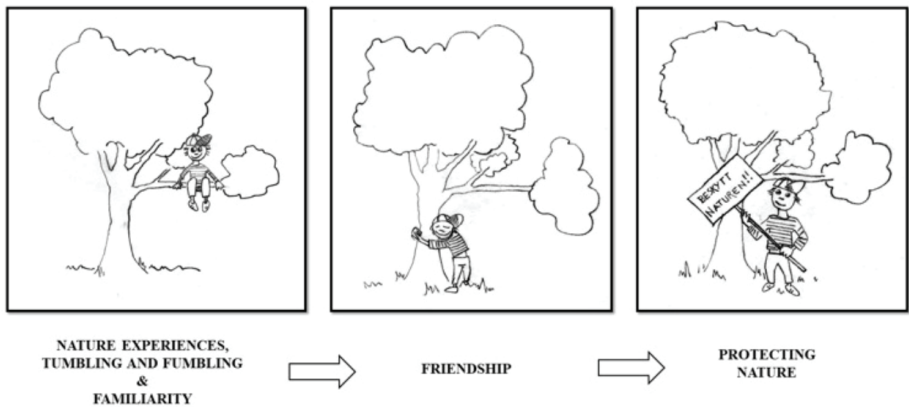 BESKYTT
NATUREN!!
NATURE EXPERIENCES,
TUMBLING AND FUMBLING
&
FAMILIARITY
FRIENDSHIP
PROTECTING
NATURE